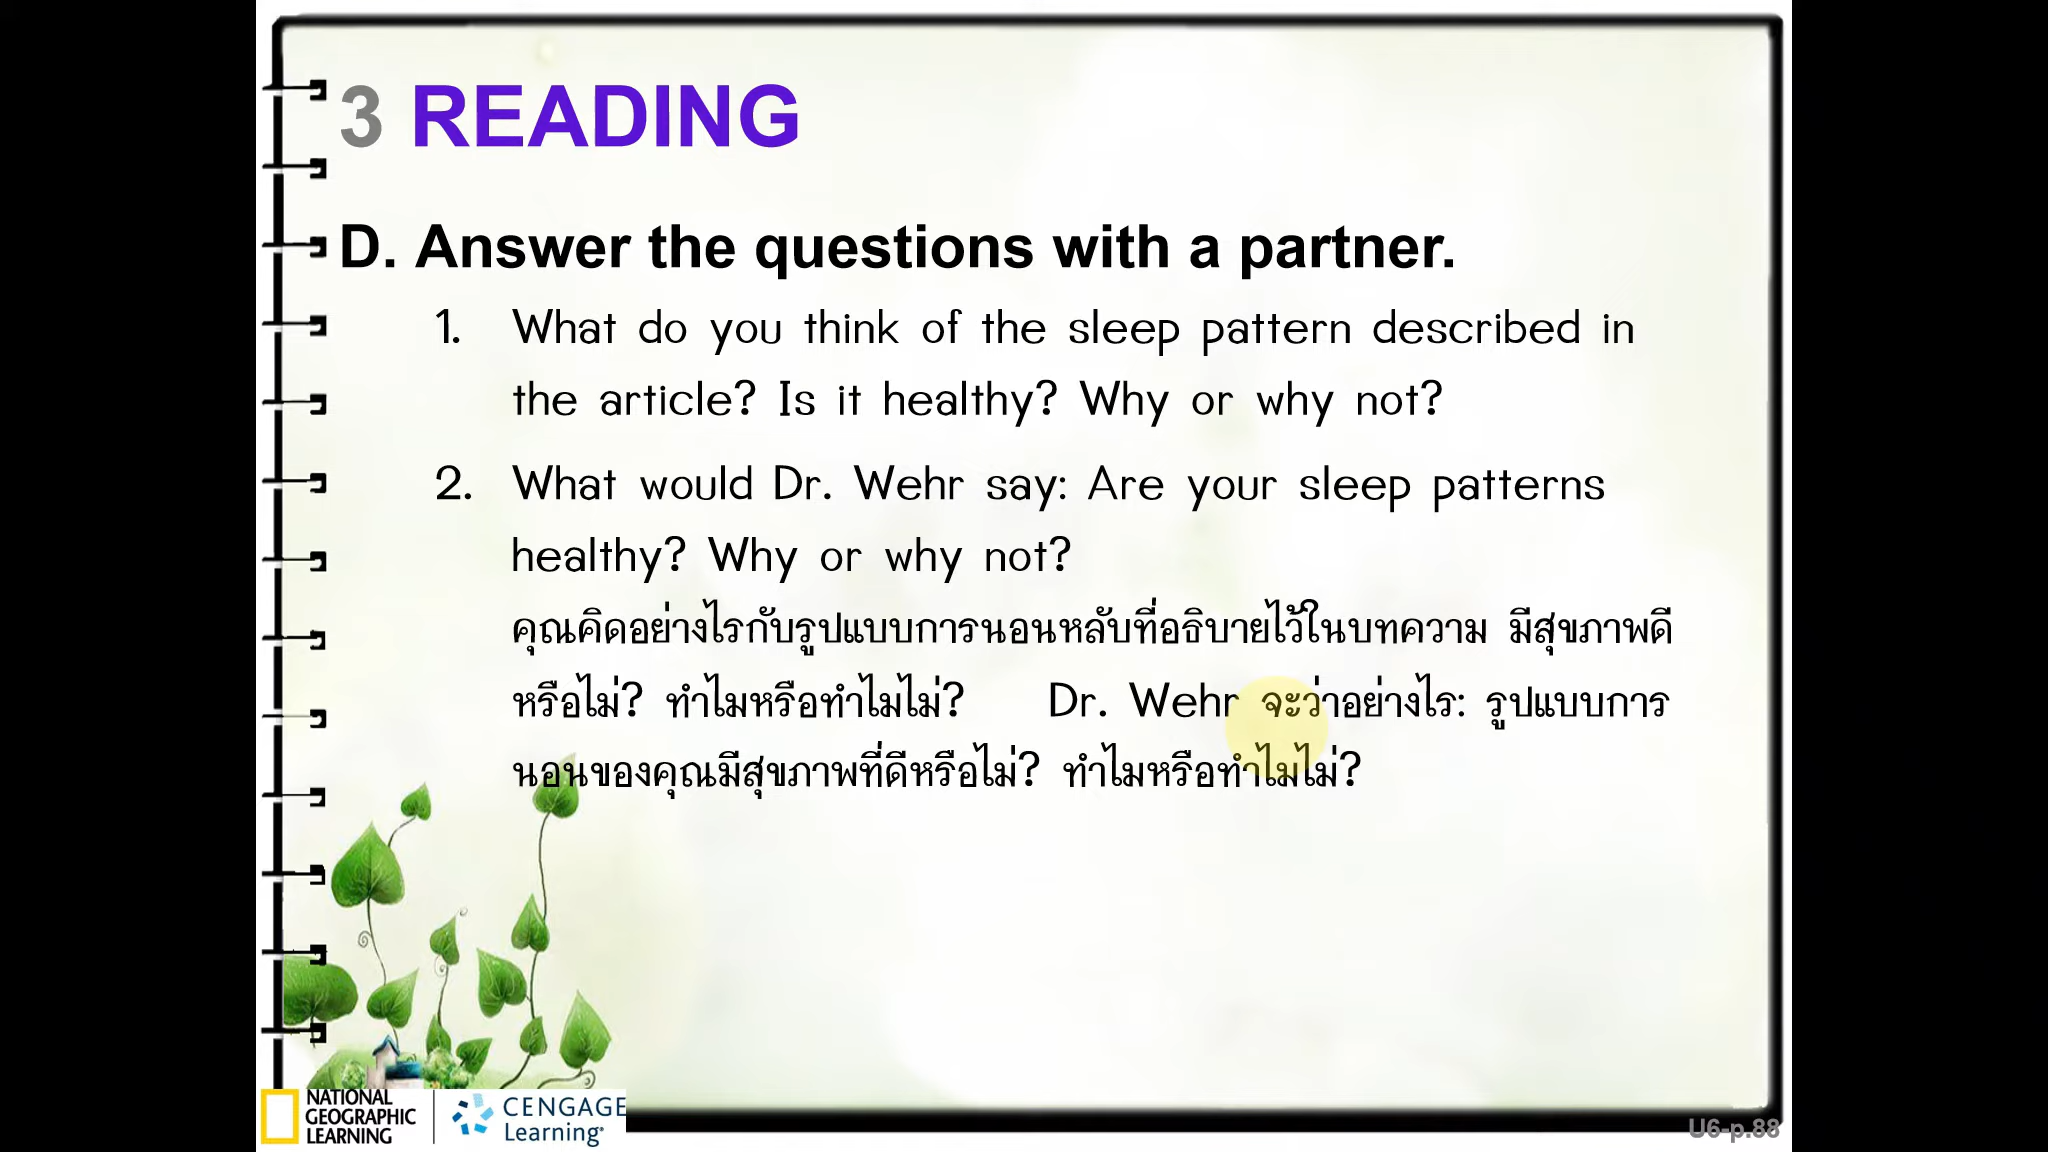 3 READING
D. Answer the questions with a partner.
1. What do you think of the sleep pattern described in
the article? Is it healthy? Why or why not?
2. What would Dr. Wehr say: Are your sleep patterns
healthy? Why or why not?
คุณคิดอย่างไรกับรูปแบบการนอนหลับที่อธิบายไว้ในบทความ มีสุขภาพดี
หรือไม่? ทำไมหรือทำไมไม่? Dr. Wehr จะว่าอย่างไร: รูปแบบการ
นอนของคุณมีสุขภาพที่ดีหรือไม่? ทำไมหรือทำไมไม่?
NATIONAL
GEOGRAPHIC
LEARNING
CENGAGE
Learning®
U6-p.88